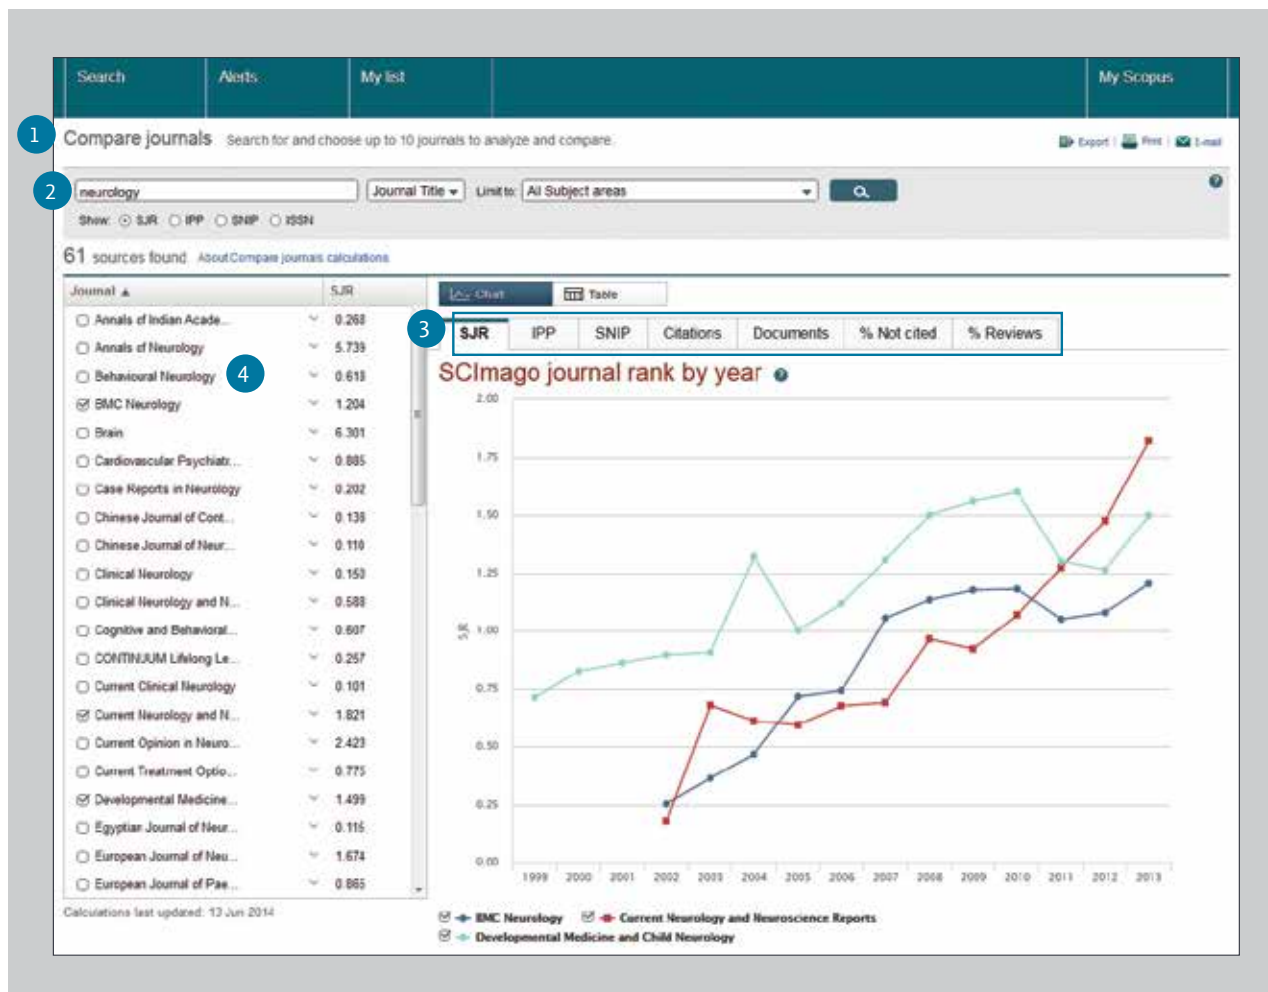 Search Alerts My list My Scopus
1 Compare journals Search for and choose up to 10 journals to analyze and compare. Export | Print | E-mail
2 neurology Journal Title Limit to: All Subject areas
Show: SJR IPP SNIP ISSN
61 sources found About Compare journals calculations
Journal SJR
Chart Table
3 SJR IPP SNIP Citations Documents % Not cited % Reviews
Annals of Indian Acade... 0.268
Annals of Neurology 5.739
Behavioural Neurology 4 0.618
BMC Neurology 1.204
Brain 6.301
Cardiovascular Psychiatr... 0.885
Case Reports in Neurology 0.202
Chinese Journal of Cont... 0.136
Chinese Journal of Neur... 0.110
Clinical Neurology 0.150
Clinical Neurology and N... 0.588
Cognitive and Behavioral... 0.607
CONTINUUM Lifelong Le... 0.257
Current Clinical Neurology 0.101
Current Neurology and N... 1.821
Current Opinion in Neuro... 2.423
Current Treatment Optio... 0.775
Developmental Medicine... 1.499
Egyptian Journal of Neur... 0.115
European Journal of Neu... 1.674
European Journal of Pae... 0.865
Calculations last updated: 13 Jun 2014
SCImago journal rank by year
2.00
1.75
1.50
1.25
1.00
0.75
0.50
0.25
0.00
SJR
1999 2000 2001 2002 2003 2004 2005 2006 2007 2008 2009 2010 2011 2012 2013
BMC Neurology Current Neurology and Neuroscience Reports
Developmental Medicine and Child Neurology